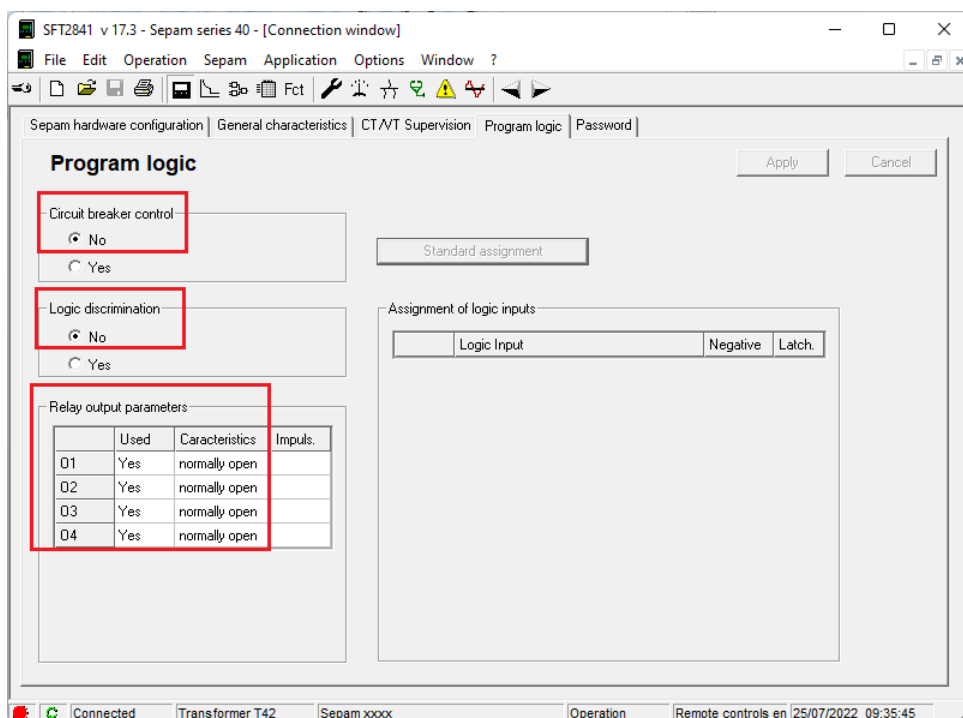 SFT2841 v 17.3 - Sepam series 40 - [Connection window]
File Edit Operation Sepam Application Options Window ?
Fct
Sepam hardware configuration General characteristics CT/VT Supervision Program logic Password
Program logic
Apply Cancel
Circuit breaker control
No
Yes
Standard assignment
Logic discrimination
No
Yes
Assignment of logic inputs
Logic Input Negative Latch.
Relay output parameters
Used Caracteristics Impuls.
O1 Yes normally open
O2 Yes normally open
O3 Yes normally open
O4 Yes normally open
Connected Transformer T42 Sepam xxxx Operation Remote controls en 25/07/2022 09:35:45